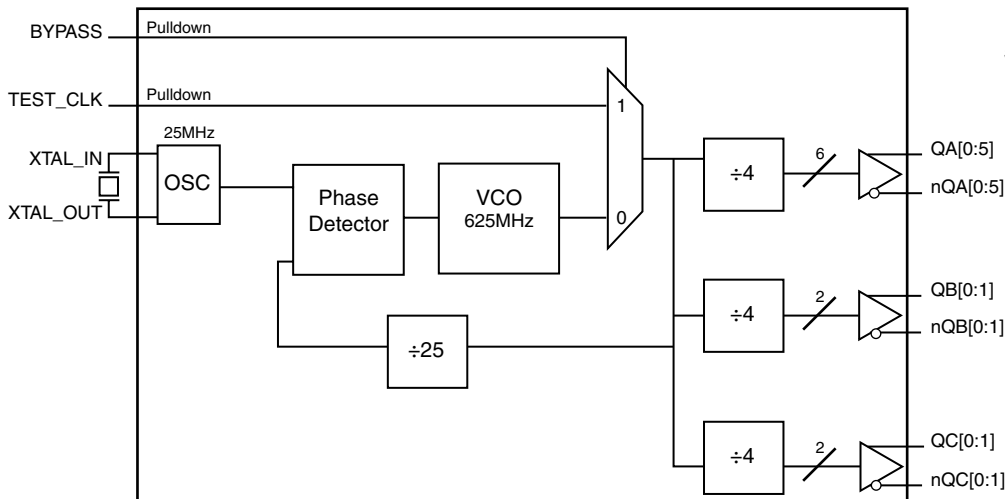 BYPASS
Pulldown
TEST_CLK
Pulldown
1
25MHz
XTAL_IN
OSC
XTAL_OUT
Phase
Detector
VCO
625MHz
0
÷4
6
QA[0:5]
nQA[0:5]
÷4
2
QB[0:1]
nQB[0:1]
÷25
÷4
2
QC[0:1]
nQC[0:1]